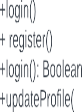 +login()
+ register()
+login(): Boolean
+updateProfile(